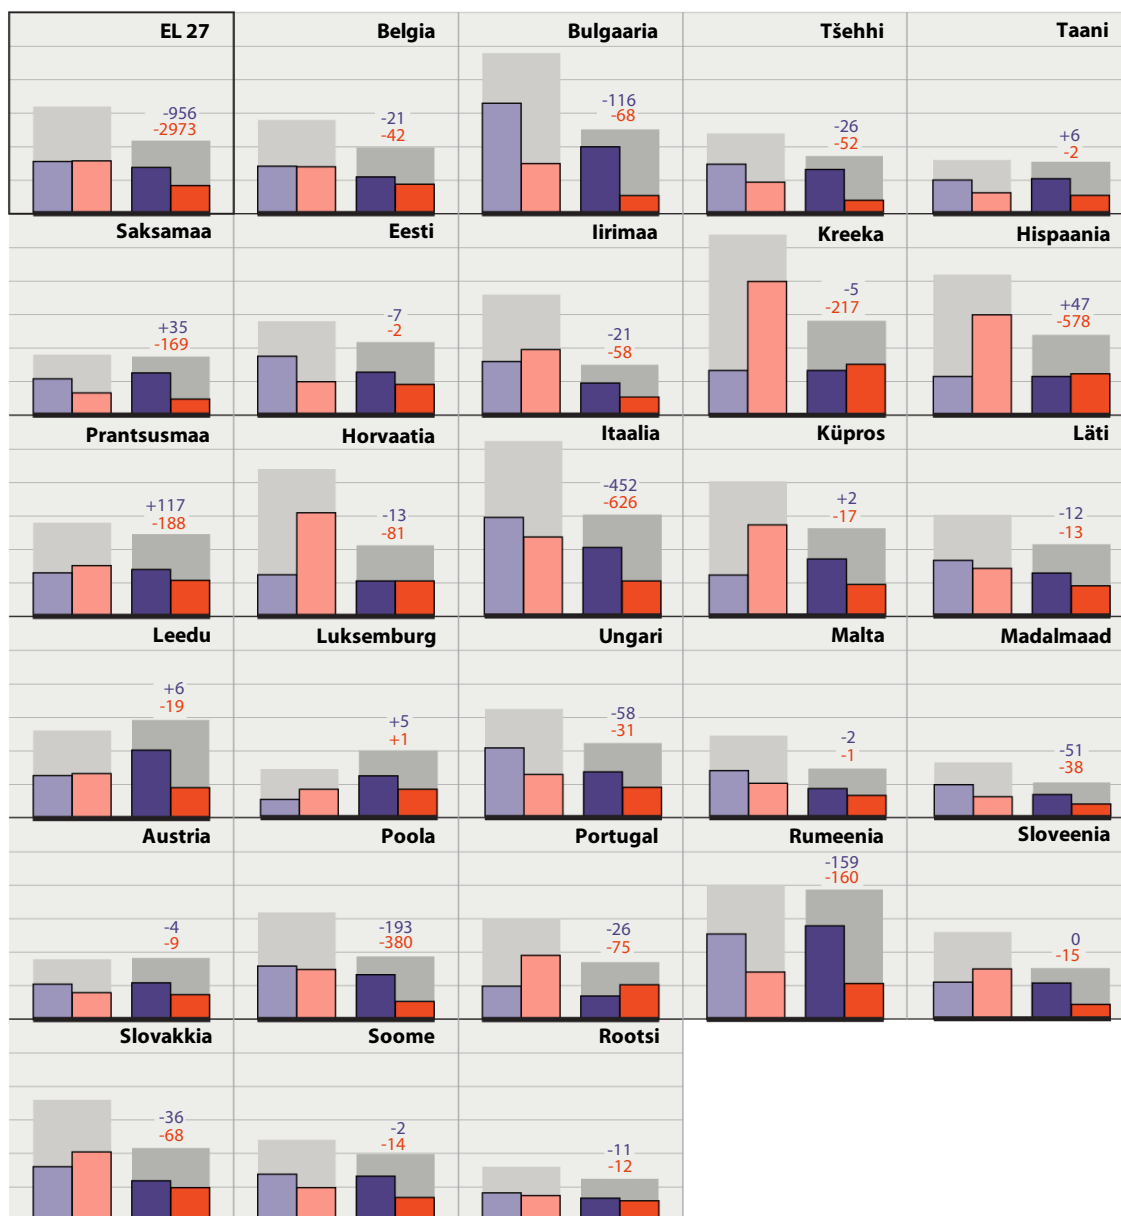 EL 27
Belgia
Bulgaaria
Tšehhi
Taani
-956
-2973
-21
-42
-116
-68
-26
-52
+6
-2
Saksamaa
Eesti
Iirimaa
Kreeka
Hispaania
+35
-169
-7
-2
-21
-58
-5
-217
+47
-578
Prantsusmaa
Horvaatia
Itaalia
Küpros
Läti
+117
-188
-13
-81
-452
-626
+2
-17
-12
-13
Leedu
Luksemburg
Ungari
Malta
Madalmaad
+6
-19
+5
+1
-58
-31
-2
-1
-51
-38
Austria
Poola
Portugal
Rumeenia
Sloveenia
-4
-9
-193
-380
-26
-75
-159
-160
0
-15
Slovakkia
Soome
Rootsi
-36
-68
-2
-14
-11
-12